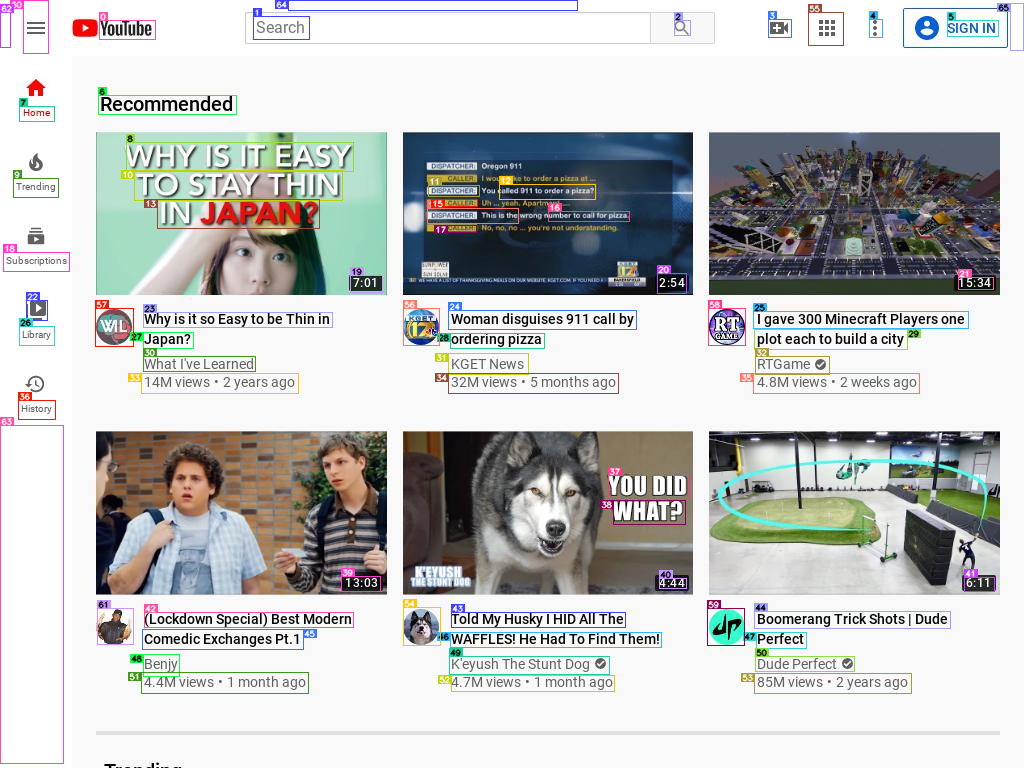 YouTube
Search
SIGN IN
Home
Trending
Subscriptions
Library
History
Recommended
WHY IS IT EASY
TO STAY THIN
IN JAPAN?
7:01
Why is it so Easy to be Thin in
Japan?
What I've Learned
14M views • 2 years ago
DISPATCHER: Oregon 911
CALLER: I would like to order a pizza at ...
DISPATCHER: You called 911 to order a pizza?
CALLER: Uh ... yeah. Apartment ...
DISPATCHER: This is the wrong number to call for pizza.
CALLER: No, no, no ... you're not understanding.
2:54
Woman disguises 911 call by
ordering pizza
KGET News
32M views • 5 months ago
15:34
RT
GAME
I gave 300 Minecraft Players one
plot each to build a city
RTGame
4.8M views • 2 weeks ago
13:03
(Lockdown Special) Best Modern
Comedic Exchanges Pt.1
Benjy
4.4M views • 1 month ago
YOU DID
WHAT?
K'EYUSH
THE STUNT DOG
4:44
Told My Husky I HID All The
WAFFLES! He Had To Find Them!
K'eyush The Stunt Dog
4.7M views • 1 month ago
6:11
Boomerang Trick Shots | Dude
Perfect
Dude Perfect
85M views • 2 years ago
Trending